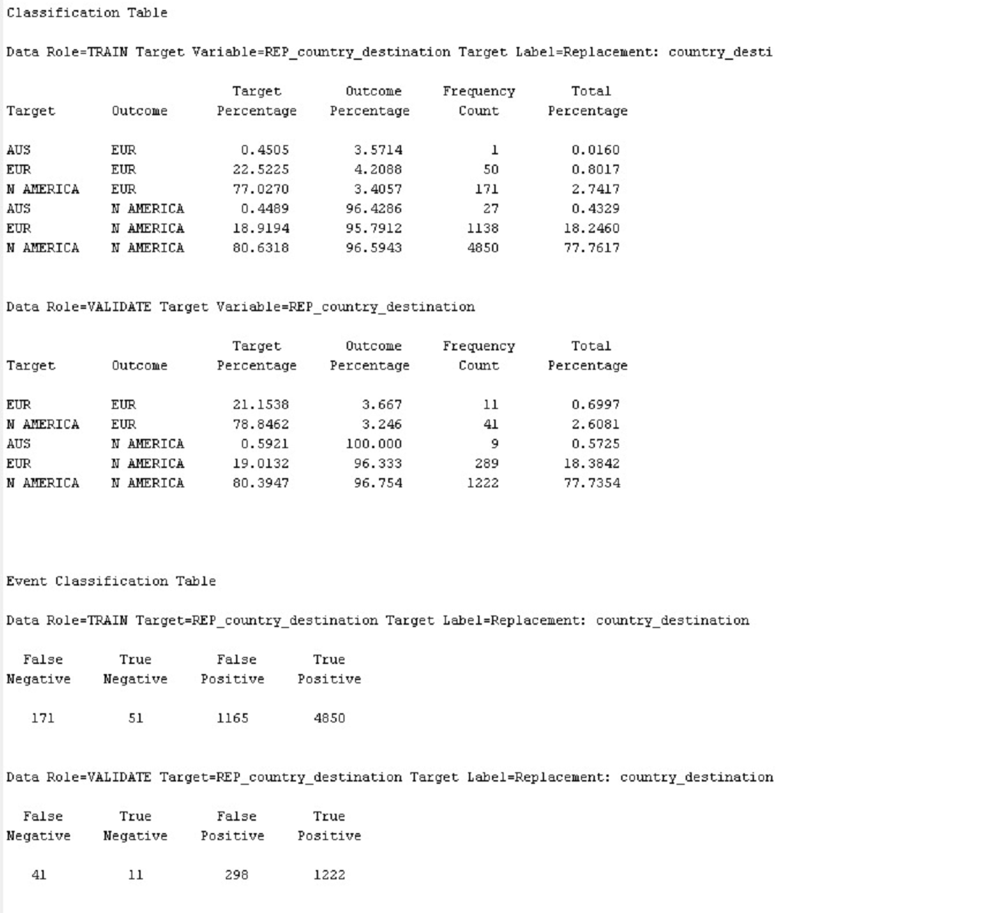 Classification Table
Data Role=TRAIN Target Variable=REP_country_destination Target Label=Replacement: country_desti
Target Outcome Frequency Total
Target Outcome Percentage Percentage Count Percentage
AUS EUR 0.4505 3.5714 1 0.0160
EUR EUR 22.5225 4.2088 50 0.8017
N AMERICA EUR 77.0270 3.4057 171 2.7417
AUS N AMERICA 0.4489 96.4286 27 0.4329
EUR N AMERICA 18.9194 95.7912 1138 18.2460
N AMERICA N AMERICA 80.6318 96.5943 4850 77.7617
Data Role=VALIDATE Target Variable=REP_country_destination
Target Outcome Frequency Total
Target Outcome Percentage Percentage Count Percentage
EUR EUR 21.1538 3.667 11 0.6997
N AMERICA EUR 78.8462 3.246 41 2.6081
AUS N AMERICA 0.5921 100.000 9 0.5725
EUR N AMERICA 19.0132 96.333 289 18.3842
N AMERICA N AMERICA 80.3947 96.754 1222 77.7354
Event Classification Table
Data Role=TRAIN Target=REP_country_destination Target Label=Replacement: country_destination
False True False True
Negative Negative Positive Positive
171 51 1165 4850
Data Role=VALIDATE Target=REP_country_destination Target Label=Replacement: country_destination
False True False True
Negative Negative Positive Positive
41 11 298 1222